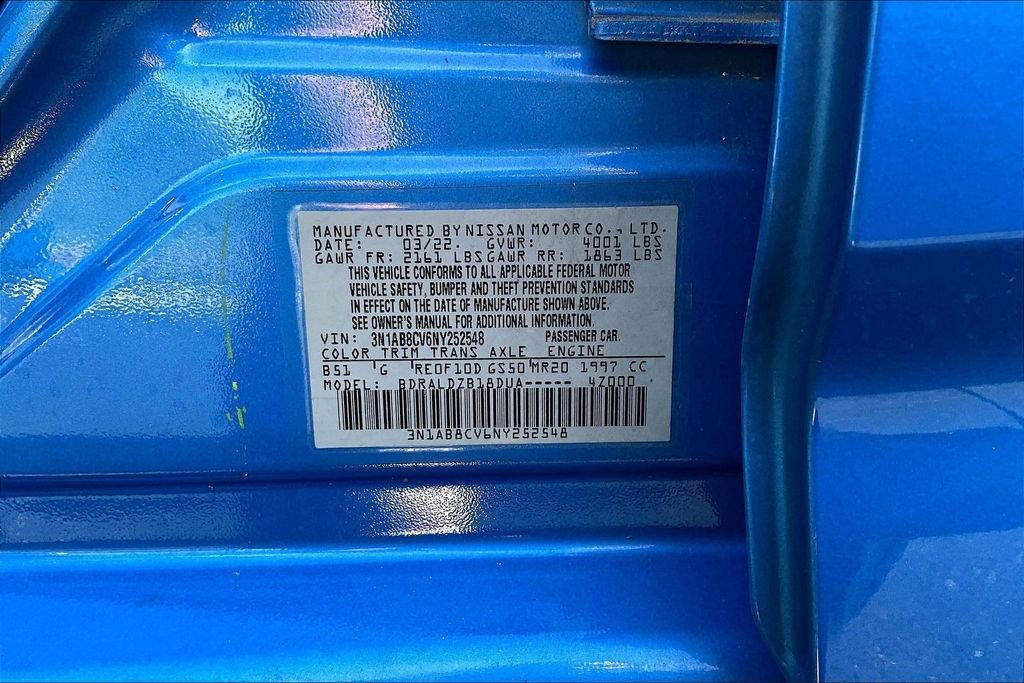 MANUFACTURED BY NISSAN MOTOR CO., LTD.
DATE: 03/22. GVWR: 4001 LBS
GAWR FR: 2161 LBS GAWR RR: 1863 LBS
THIS VEHICLE CONFORMS TO ALL APPLICABLE FEDERAL MOTOR
VEHICLE SAFETY, BUMPER AND THEFT PREVENTION STANDARDS
IN EFFECT ON THE DATE OF MANUFACTURE SHOWN ABOVE.
SEE OWNER'S MANUAL FOR ADDITIONAL INFORMATION.
VIN: 3N1AB8CV6NY252548 PASSENGER CAR.
COLOR TRIM TRANS AXLE ENGINE
B51 G RE0F10D GS50 MR20 1997 CC
MODEL: BDRALDZB18DUA----- 4Z000
3N1AB8CV6NY252548